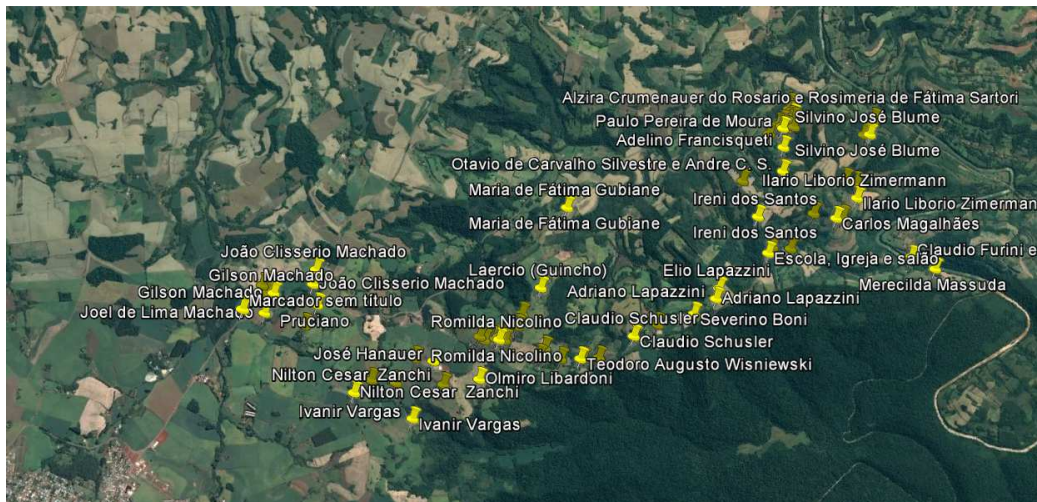 Alzira Crumenauer do Rosario e Rosimeria de Fátima Sartori
Paulo Pereira de Moura
Silvino José Blume
Adelino Francisqueti
Silvino José Blume
Otavio de Carvalho Silvestre e Andre C. S.
Ilario Liborio Zimermann
Maria de Fátima Gubiane
Ireni dos Santos
Ilario Liborio Zimermann
Maria de Fátima Gubiane
Carlos Magalhães
Ireni dos Santos
João Clisserio Machado
Claudio Furini e
Escola, Igreja e salão
Gilson Machado
Laercio (Guincho)
Elio Lapazzini
João Clisserio Machado
Merecilda Massuda
Gilson Machado
Adriano Lapazzini
Marcador sem titulo
Adriano Lapazzini
Joel de Lima Machado
Pruciano
Romilda Nicolino
Claudio Schusler
Severino Boni
Claudio Schusler
José Hanauer
Romilda Nicolino
Teodoro Augusto Wisniewski
Nilton Cesar Zanchi
Olmiro Libardoni
Nilton Cesar Zanchi
Ivanir Vargas
Ivanir Vargas